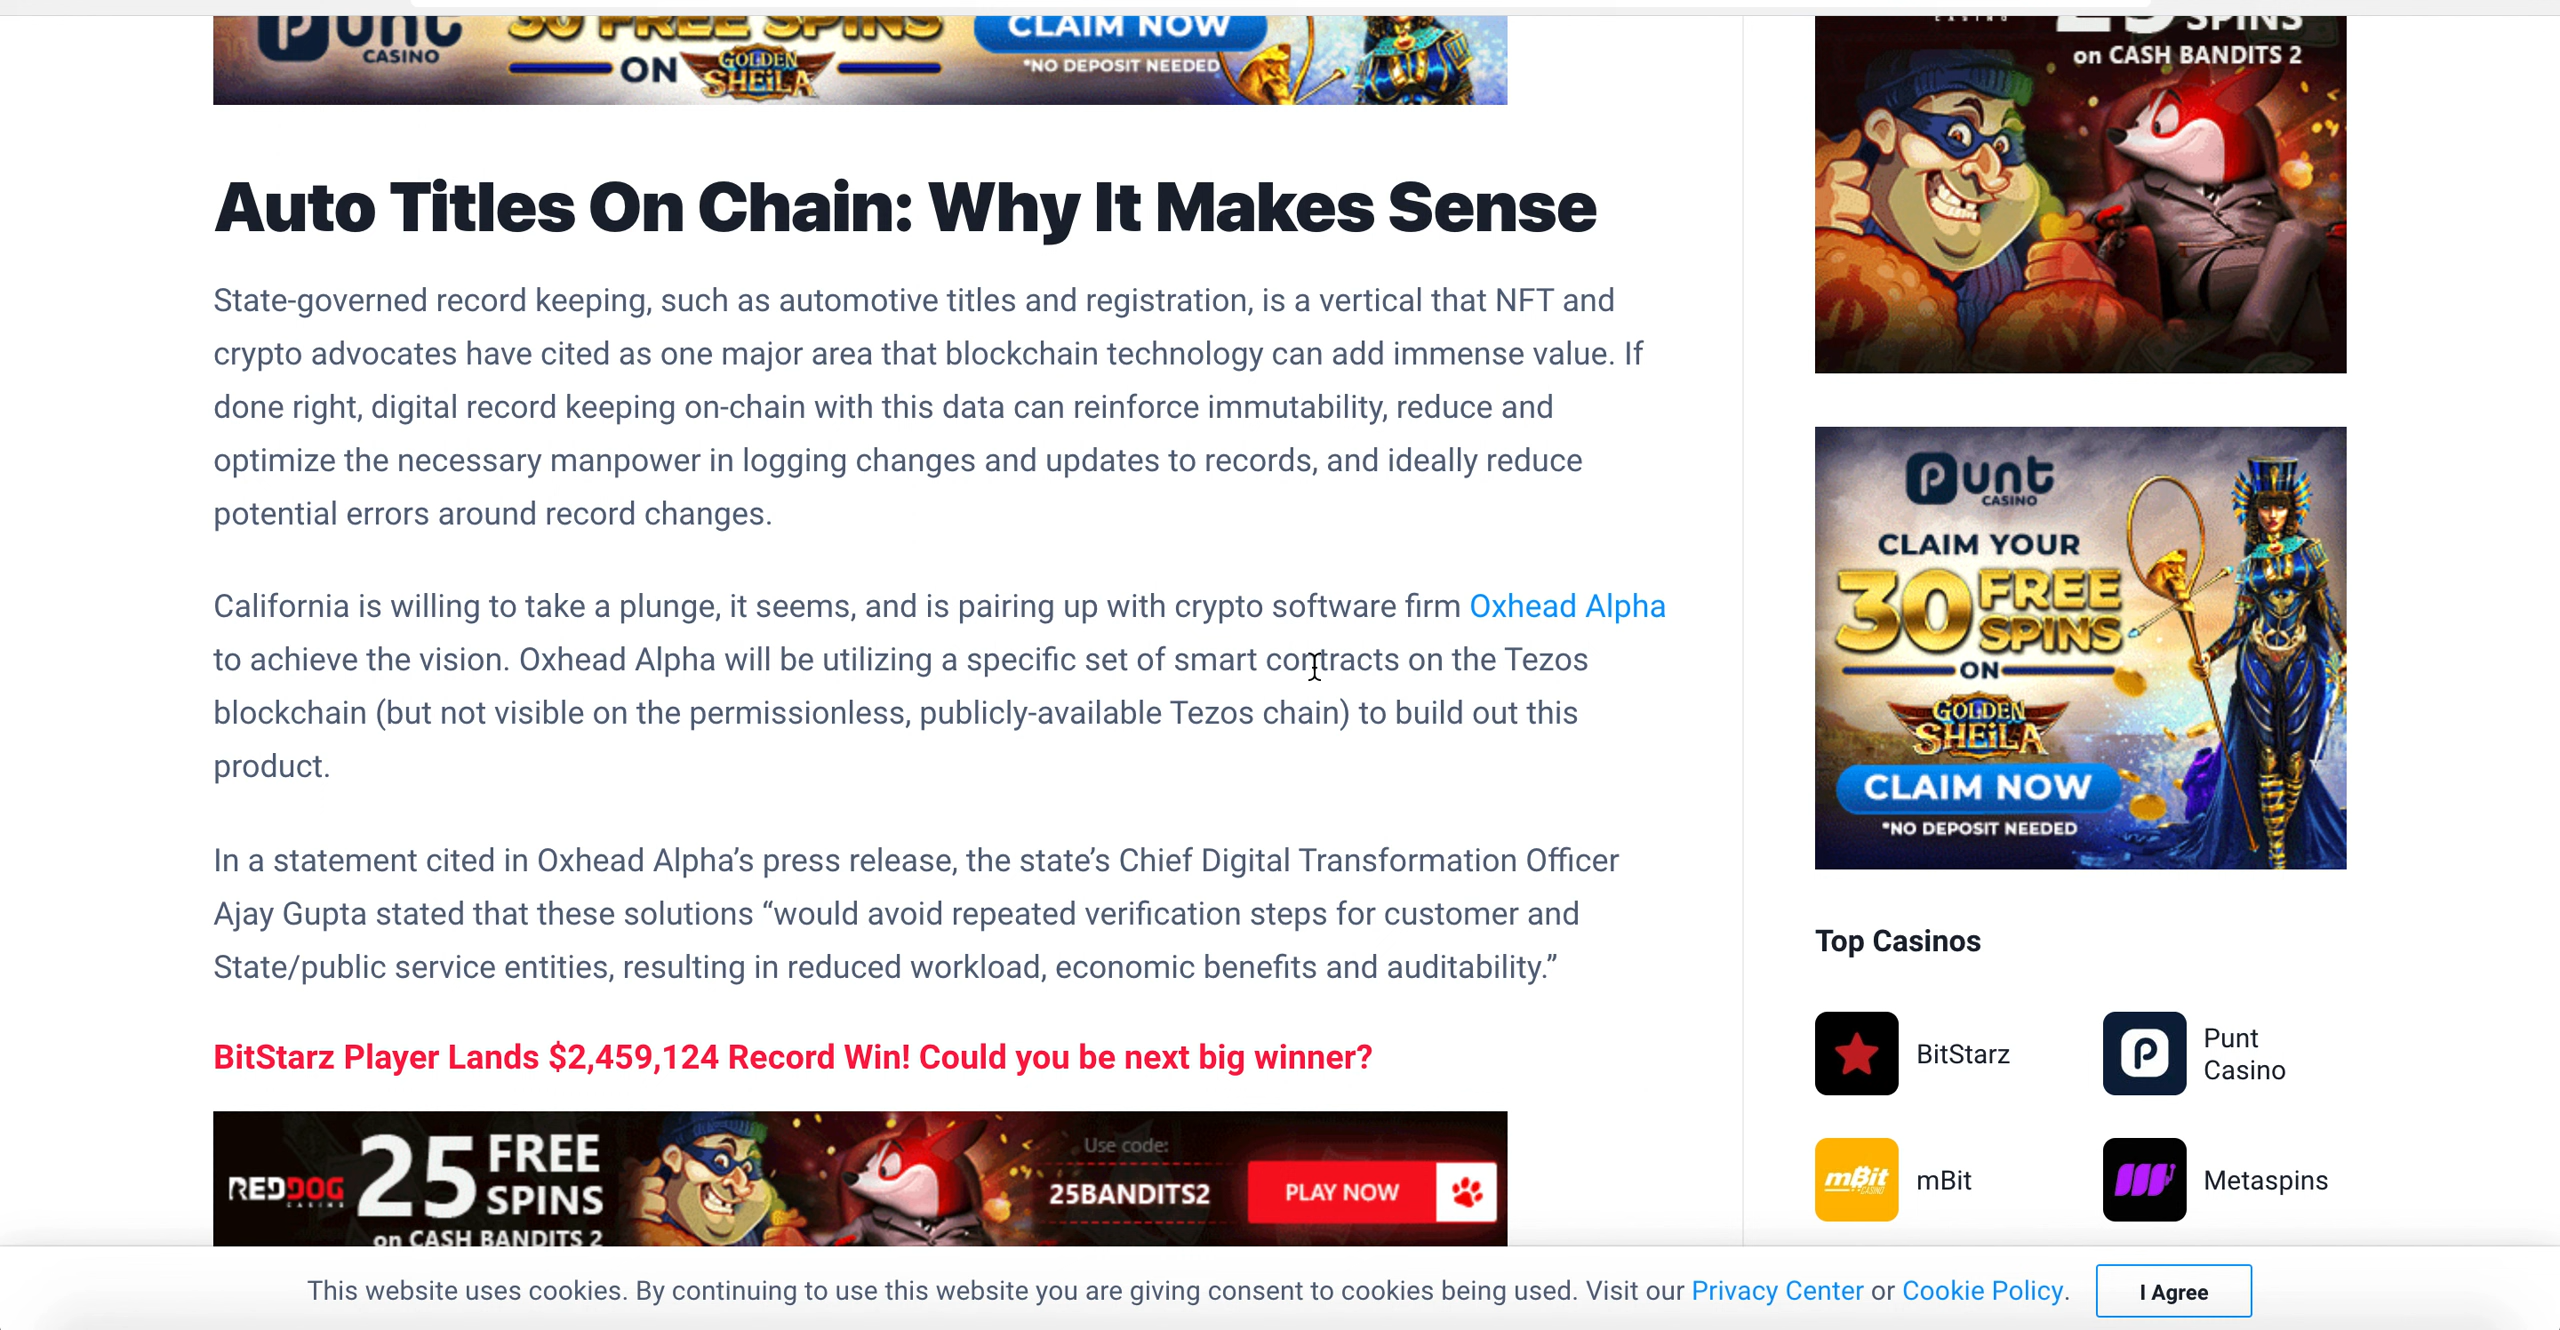 Punt
CASINO
30 FREE SPINS
ON GOLDEN
SHEILA
CLAIM NOW
*NO DEPOSIT NEEDED
Auto Titles On Chain: Why It Makes Sense
State-governed record keeping, such as automotive titles and registration, is a vertical that NFT and
crypto advocates have cited as one major area that blockchain technology can add immense value. If
done right, digital record keeping on-chain with this data can reinforce immutability, reduce and
optimize the necessary manpower in logging changes and updates to records, and ideally reduce
potential errors around record changes.
California is willing to take a plunge, it seems, and is pairing up with crypto software firm Oxhead Alpha
to achieve the vision. Oxhead Alpha will be utilizing a specific set of smart contracts on the Tezos
blockchain (but not visible on the permissionless, publicly-available Tezos chain) to build out this
product.
In a statement cited in Oxhead Alpha’s press release, the state’s Chief Digital Transformation Officer
Ajay Gupta stated that these solutions “would avoid repeated verification steps for customer and
State/public service entities, resulting in reduced workload, economic benefits and auditability.”
BitStarz Player Lands $2,459,124 Record Win! Could you be next big winner?
REDDOG
CASINO
25 FREE
SPINS
on CASH BANDITS 2
Use code:
25BANDITS2
PLAY NOW
CASINO
25 SPINS
on CASH BANDITS 2
Punt
CASINO
CLAIM YOUR
30 FREE
SPINS
ON
GOLDEN
SHEILA
CLAIM NOW
*NO DEPOSIT NEEDED
Top Casinos
BitStarz
Punt
Casino
mBit
CASINO
mBit
Metaspins
This website uses cookies. By continuing to use this website you are giving consent to cookies being used. Visit our Privacy Center or Cookie Policy.
I Agree